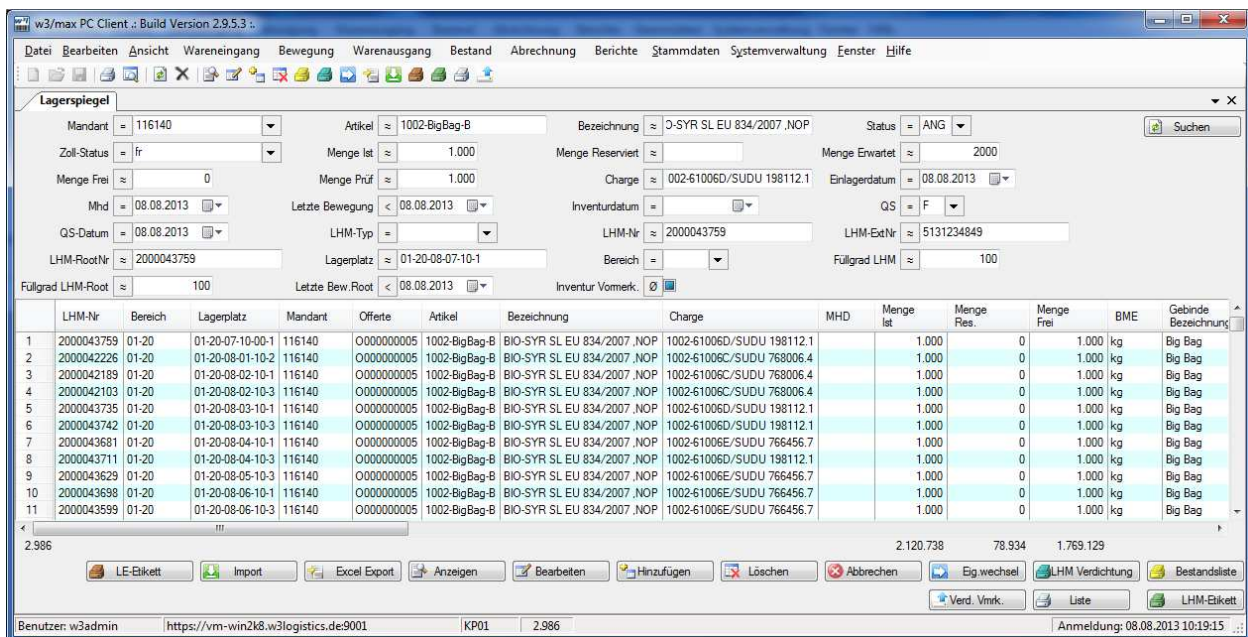 w3/max PC Client .: Build Version 2.9.5.3 :.
Datei Bearbeiten Ansicht Wareneingang Bewegung Warenausgang Bestand Abrechnung Berichte Stammdaten Systemverwaltung Fenster Hilfe
Lagerspiegel
Mandant = 116140 Artikel ≈ 1002-BigBag-B Bezeichnung ≈ O-SYR SL EU 834/2007 ,NOP Status = ANG Suchen
Zoll-Status = fr Menge Ist ≈ 1.000 Menge Reserviert ≈ Menge Erwartet ≈ 2000
Menge Frei ≈ 0 Menge Prüf ≈ 1.000 Charge ≈ 002-61006D/SUDU 198112.1 Einlagerdatum = 08.08.2013
Mhd = 08.08.2013 Letzte Bewegung < 08.08.2013 Inventurdatum = QS = F
QS-Datum = 08.08.2013 LHM-Typ = LHM-Nr ≈ 2000043759 LHM-ExtNr ≈ 5131234849
LHM-RootNr ≈ 2000043759 Lagerplatz ≈ 01-20-08-07-10-1 Bereich = Füllgrad LHM ≈ 100
Füllgrad LHM-Root ≈ 100 Letzte Bew.Root < 08.08.2013 Inventur Vormerk. Ø
LHM-Nr Bereich Lagerplatz Mandant Offerte Artikel Bezeichnung Charge MHD Menge Ist Menge Res. Menge Frei BME Gebinde Bezeichnung
1 2000043759 01-20 01-20-07-10-00-1 116140 O000000005 1002-BigBag-B BIO-SYR SL EU 834/2007 ,NOP 1002-61006D/SUDU 198112.1 1.000 0 1.000 kg Big Bag
2 2000042226 01-20 01-20-08-01-10-2 116140 O000000005 1002-BigBag-B BIO-SYR SL EU 834/2007 ,NOP 1002-61006C/SUDU 768006.4 1.000 0 1.000 kg Big Bag
3 2000042189 01-20 01-20-08-02-10-1 116140 O000000005 1002-BigBag-B BIO-SYR SL EU 834/2007 ,NOP 1002-61006C/SUDU 768006.4 1.000 0 1.000 kg Big Bag
4 2000042103 01-20 01-20-08-02-10-3 116140 O000000005 1002-BigBag-B BIO-SYR SL EU 834/2007 ,NOP 1002-61006C/SUDU 768006.4 1.000 0 1.000 kg Big Bag
5 2000043735 01-20 01-20-08-03-10-1 116140 O000000005 1002-BigBag-B BIO-SYR SL EU 834/2007 ,NOP 1002-61006D/SUDU 198112.1 1.000 0 1.000 kg Big Bag
6 2000043742 01-20 01-20-08-03-10-3 116140 O000000005 1002-BigBag-B BIO-SYR SL EU 834/2007 ,NOP 1002-61006D/SUDU 198112.1 1.000 0 1.000 kg Big Bag
7 2000043681 01-20 01-20-08-04-10-1 116140 O000000005 1002-BigBag-B BIO-SYR SL EU 834/2007 ,NOP 1002-61006E/SUDU 766456.7 1.000 0 1.000 kg Big Bag
8 2000043711 01-20 01-20-08-04-10-3 116140 O000000005 1002-BigBag-B BIO-SYR SL EU 834/2007 ,NOP 1002-61006D/SUDU 198112.1 1.000 0 1.000 kg Big Bag
9 2000043629 01-20 01-20-08-05-10-3 116140 O000000005 1002-BigBag-B BIO-SYR SL EU 834/2007 ,NOP 1002-61006E/SUDU 766456.7 1.000 0 1.000 kg Big Bag
10 2000043698 01-20 01-20-08-06-10-1 116140 O000000005 1002-BigBag-B BIO-SYR SL EU 834/2007 ,NOP 1002-61006E/SUDU 766456.7 1.000 0 1.000 kg Big Bag
11 2000043599 01-20 01-20-08-06-10-3 116140 O000000005 1002-BigBag-B BIO-SYR SL EU 834/2007 ,NOP 1002-61006E/SUDU 766456.7 1.000 0 1.000 kg Big Bag
2.986 2.120.738 78.934 1.769.129
LE-Etikett Import Excel Export Anzeigen Bearbeiten Hinzufügen Löschen Abbrechen Eig.wechsel LHM Verdichtung Bestandsliste
Verd. Vmrk. Liste LHM-Etikett
Benutzer: w3admin https://vm-win2k8.w3logistics.de:9001 KP01 2.986 Anmeldung: 08.08.2013 10:19:15